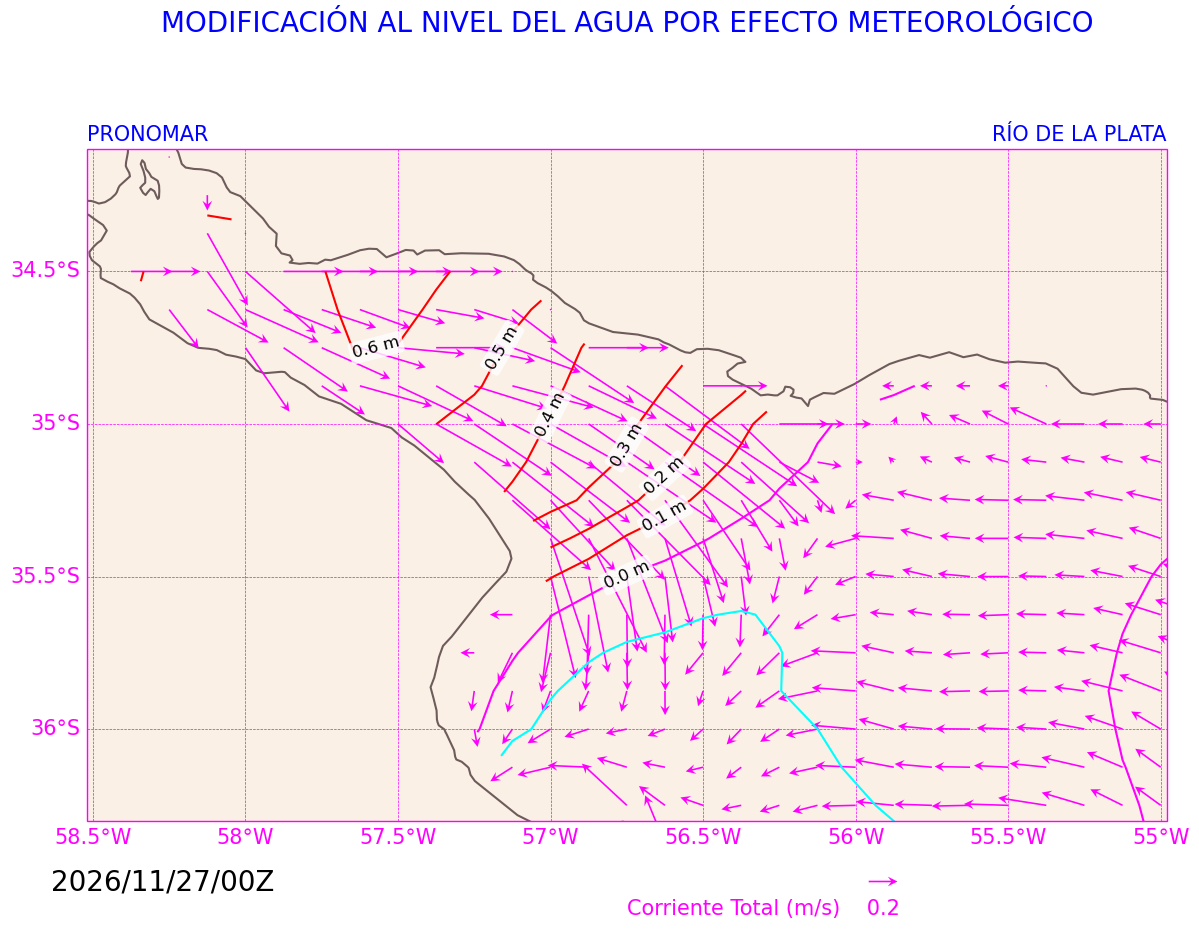 MODIFICACIÓN AL NIVEL DEL AGUA POR EFECTO METEOROLÓGICO
PRONOMAR RÍO DE LA PLATA
34.5°S
35°S
35.5°S
36°S
0.6 m
0.5 m
0.4 m
0.3 m
0.2 m
0.1 m
0.0 m
58.5°W 58°W 57.5°W 57°W 56.5°W 56°W 55.5°W 55°W
2026/11/27/00Z
Corriente Total (m/s) 0.2